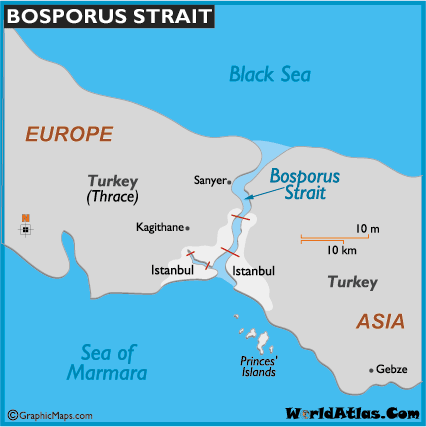 BOSPORUS STRAIT
Black Sea
EUROPE
Bosporus
Strait
Sanyer
Turkey
(Thrace)
Kagithane
10 m
10 km
Istanbul
Istanbul
Turkey
ASIA
Sea of
Marmara
Princes'
Islands
Gebze
©GraphicMaps.com
WorldAtlas.Com